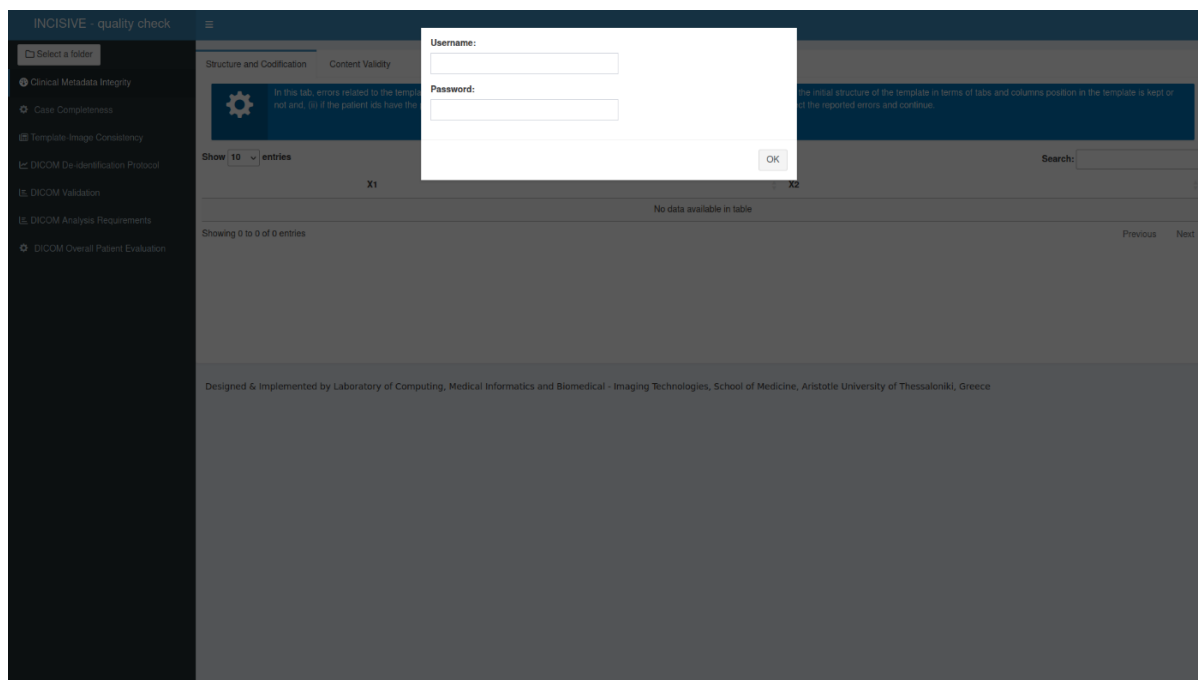 INCISIVE - quality check
Select a folder
Clinical Metadata Integrity
Case Completeness
Template-Image Consistency
DICOM De-identification Protocol
DICOM Validation
DICOM Analysis Requirements
DICOM Overall Patient Evaluation
Username:
Password:
OK
Structure and Codification Content Validity
In this tab, errors related to the templa the initial structure of the template in terms of tabs and columns position in the template is kept or
not and, (ii) if the patient ids have the ct the reported errors and continue.
Show 10 entries Search:
X1 X2
No data available in table
Showing 0 to 0 of 0 entries Previous Next
Designed & Implemented by Laboratory of Computing, Medical Informatics and Biomedical - Imaging Technologies, School of Medicine, Aristotle University of Thessaloniki, Greece